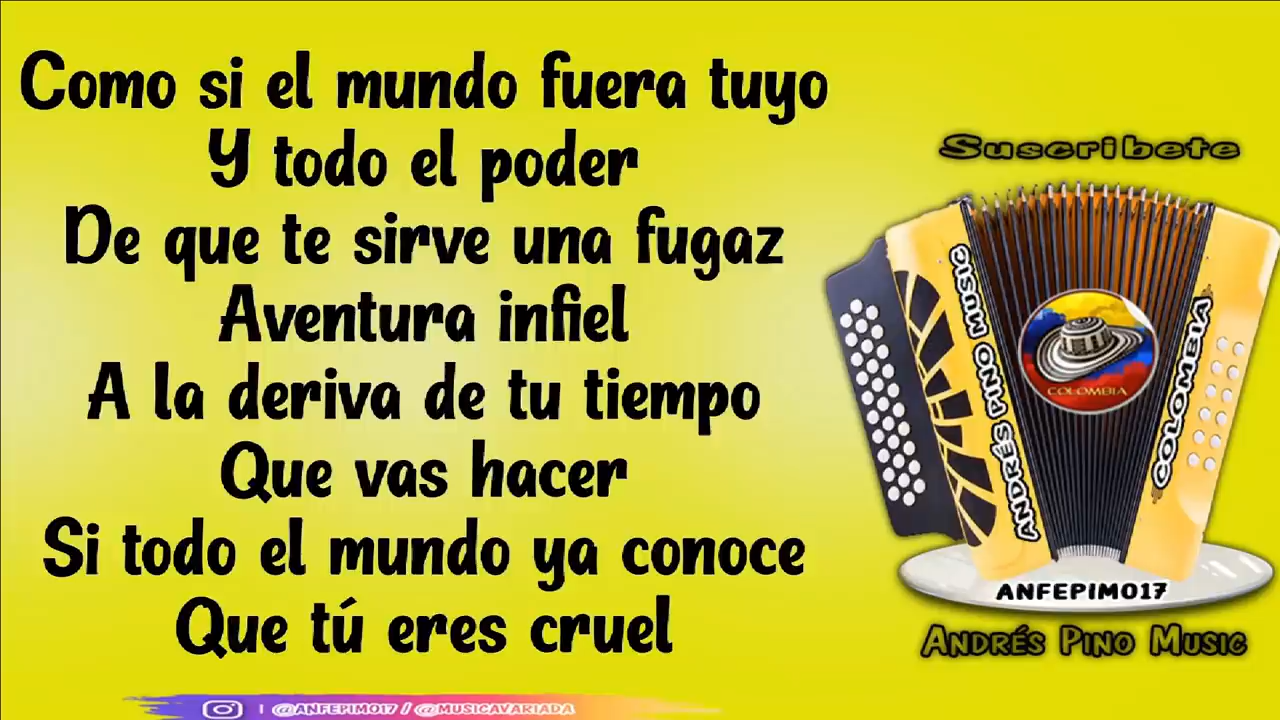 Como si el mundo fuera tuyo
Y todo el poder
De que te sirve una fugaz
Aventura infiel
A la deriva de tu tiempo
Que vas hacer
Si todo el mundo ya conoce
Que tú eres cruel
Suscribete
ANDRÉS PINO MUSIC
COLOMBIA
COLOMBIA
ANFEPIMO17
ANDRÉS PINO MUSIC
| @ANFEPIMO17 / @MUSICAVARIADA